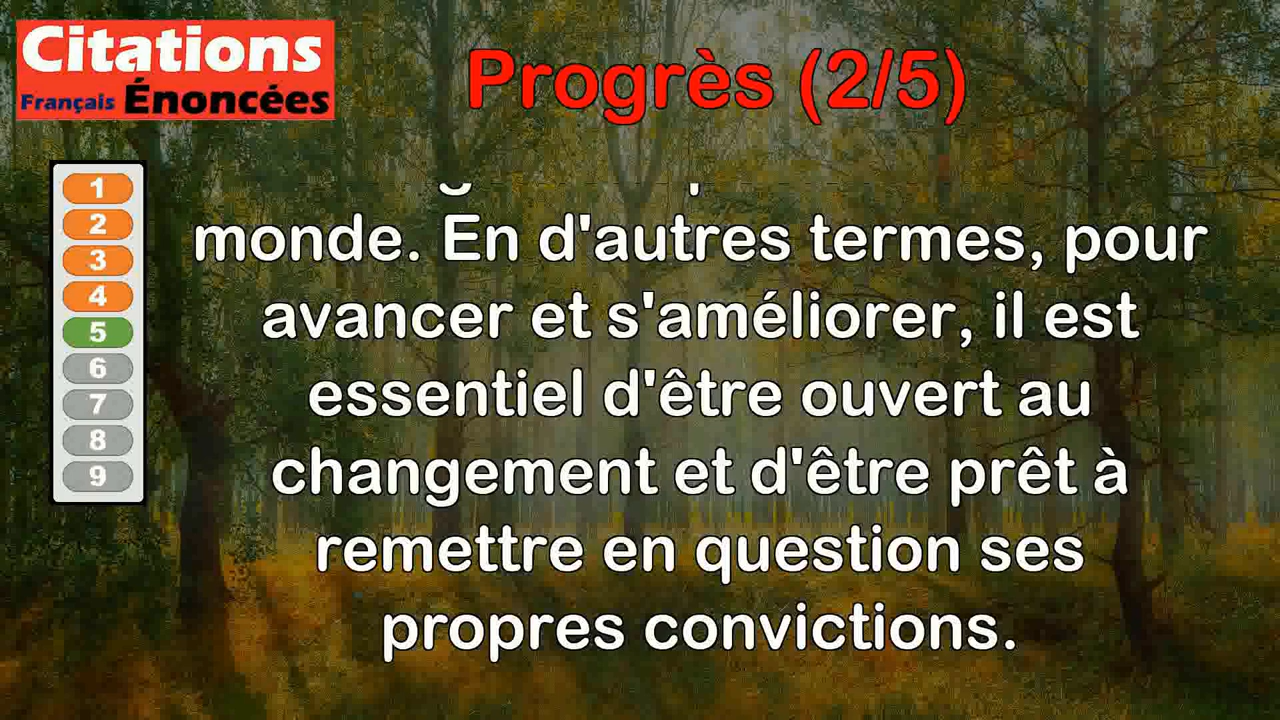 Citations
Français Énoncées
Progrès (2/5)
1
2
3
4
5
6
7
8
9
monde. En d'autres termes, pour
avancer et s'améliorer, il est
essentiel d'être ouvert au
changement et d'être prêt à
remettre en question ses
propres convictions.